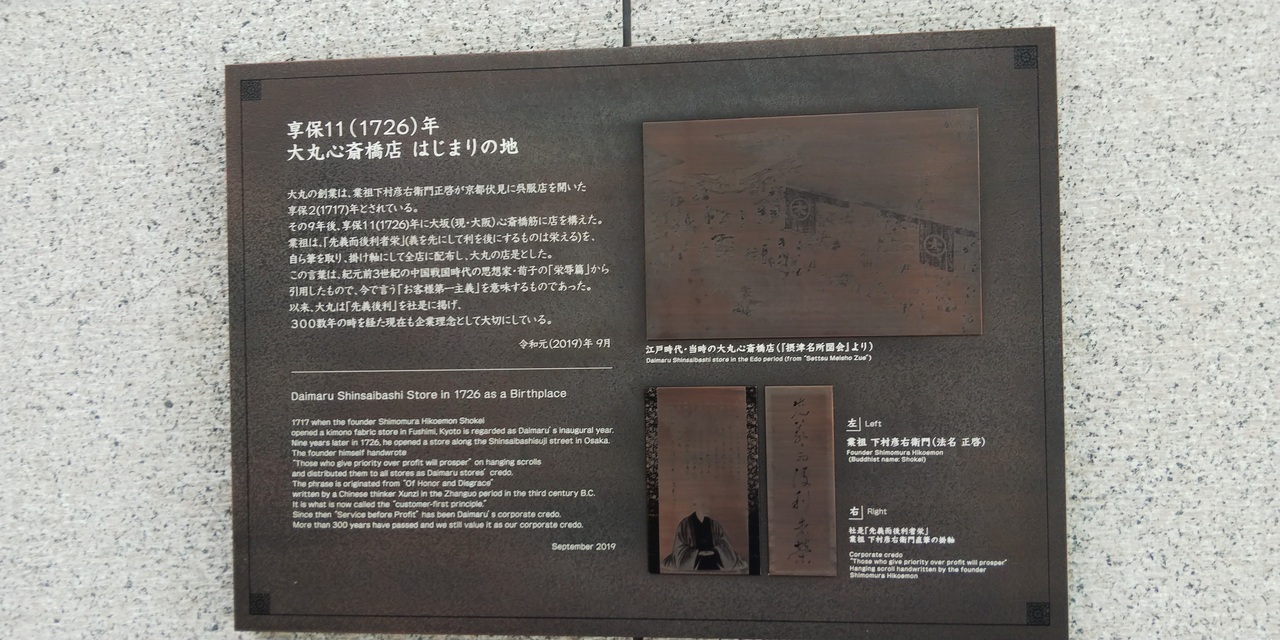 享保11(1726)年
大丸心斎橋店 はじまりの地
大丸の創業は、業祖下村彦右衛門正啓が京都伏見に呉服店を開いた
享保2(1717)年とされている。
その9年後、享保11(1726)年に大坂(現・大阪)心斎橋筋に店を構えた。
業祖は、「先義而後利者栄」(義を先にして利を後にするものは栄える)を、
自ら筆を取り、掛け軸にして全店に配布し、大丸の店是とした。
この言葉は、紀元前3世紀の中国戦国時代の思想家・荀子の「栄辱篇」から
引用したもので、今で言う「お客様第一主義」を意味するものであった。
以来、大丸は「先義後利」を社是に掲げ、
300数年の時を経た現在も企業理念として大切にしている。
令和元(2019)年 9月
Daimaru Shinsaibashi Store in 1726 as a Birthplace
1717 when the founder Shimomura Hikoemon Shokei
opened a kimono fabric store in Fushimi, Kyoto is regarded as Daimaru's inaugural year.
Nine years later in 1726, he opened a store along the Shinsaibashisuji street in Osaka.
The founder himself handwrote
"Those who give priority over profit will prosper" on hanging scrolls
and distributed them to all stores as Daimaru stores' credo.
The phrase is originated from "Of Honor and Disgrace"
written by a Chinese thinker Xunzi in the Zhanguo period in the third century B.C.
It is what is now called the "customer-first principle."
Since then "Service before Profit" has been Daimaru's corporate credo.
More than 300 years have passed and we still value it as our corporate credo.
September 2019
江戸時代・当時の大丸心斎橋店(『摂津名所図会』より)
Daimaru Shinsaibashi store in the Edo period (from "Settsu Meisho Zue")
左 Left
業祖 下村彦右衛門(法名 正啓)
Founder Shimomura Hikoemon
(Buddhist name: Shokei)
右 Right
社是「先義而後利者栄」
業祖 下村彦右衛門直筆の掛軸
Corporate credo
"Those who give priority over profit will prosper"
Hanging scroll handwritten by the founder
Shimomura Hikoemon
先義而後利者栄